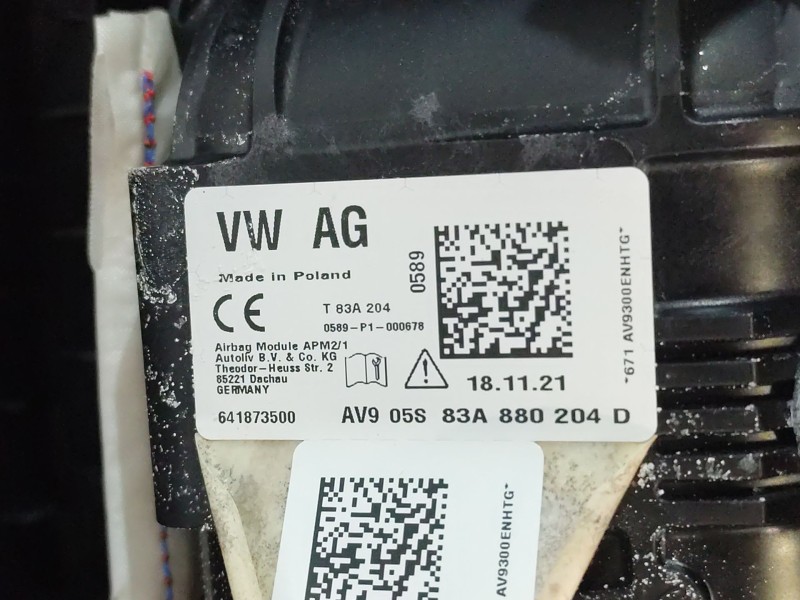 VW AG
Made in Poland
CE
T 83A 204
0589-P1-000678
0589
Airbag Module APM2/1
Autoliv B.V. & Co. KG
Theodor-Heuss Str. 2
85221 Dachau
GERMANY
18.11.21
641873500
AV9 05S 83A 880 204 D
*671 AV9300ENHTG*
AV9300ENHTG*